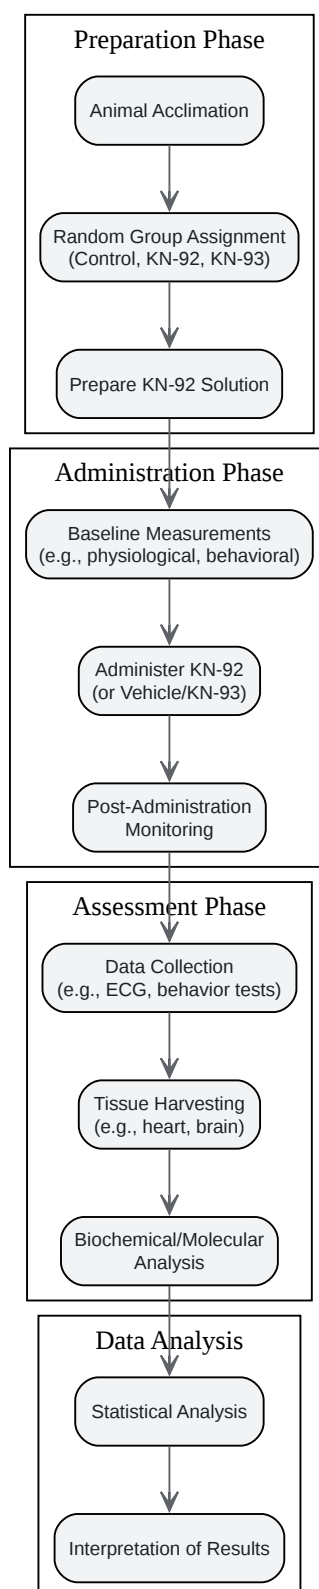 Preparation Phase
Animal Acclimation
Random Group Assignment
(Control, KN-92, KN-93)
Prepare KN-92 Solution
Administration Phase
Baseline Measurements
(e.g., physiological, behavioral)
Administer KN-92
(or Vehicle/KN-93)
Post-Administration
Monitoring
Assessment Phase
Data Collection
(e.g., ECG, behavior tests)
Tissue Harvesting
(e.g., heart, brain)
Biochemical/Molecular
Analysis
Data Analysis
Statistical Analysis
Interpretation of Results